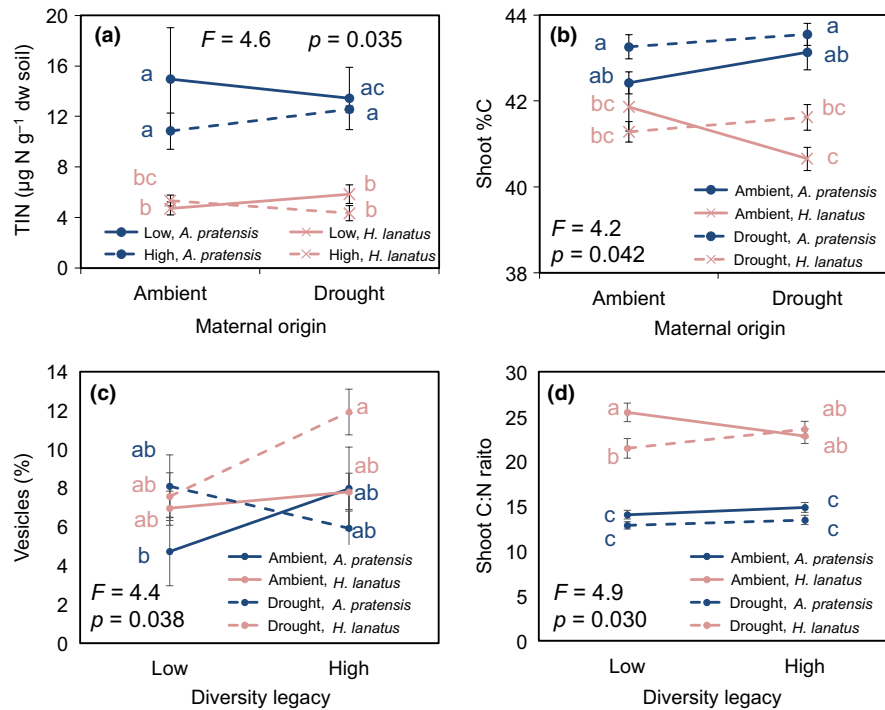 (a) F = 4.6 p = 0.035
20
16
12
8
4
0
TIN (µg N g⁻¹ dw soil)
a
a
ac
a
bc
b
b
b
Low, A. pratensis
Low, H. lanatus
High, A. pratensis
High, H. lanatus
Ambient
Drought
Maternal origin
(b)
44
42
40
38
Shoot %C
a
ab
bc
bc
a
ab
bc
c
Ambient, A. pratensis
Ambient, H. lanatus
Drought, A. pratensis
Drought, H. lanatus
F = 4.2
p = 0.042
Ambient
Drought
Maternal origin
(c)
14
12
10
8
6
4
2
0
Vesicles (%)
ab
ab
ab
b
a
ab
ab
ab
Ambient, A. pratensis
Ambient, H. lanatus
Drought, A. pratensis
Drought, H. lanatus
F = 4.4
p = 0.038
Low
High
Diversity legacy
(d)
30
25
20
15
10
5
0
Shoot C:N raito
a
b
c
c
ab
ab
c
c
Ambient, A. pratensis
Ambient, H. lanatus
Drought, A. pratensis
Drought, H. lanatus
F = 4.9
p = 0.030
Low
High
Diversity legacy